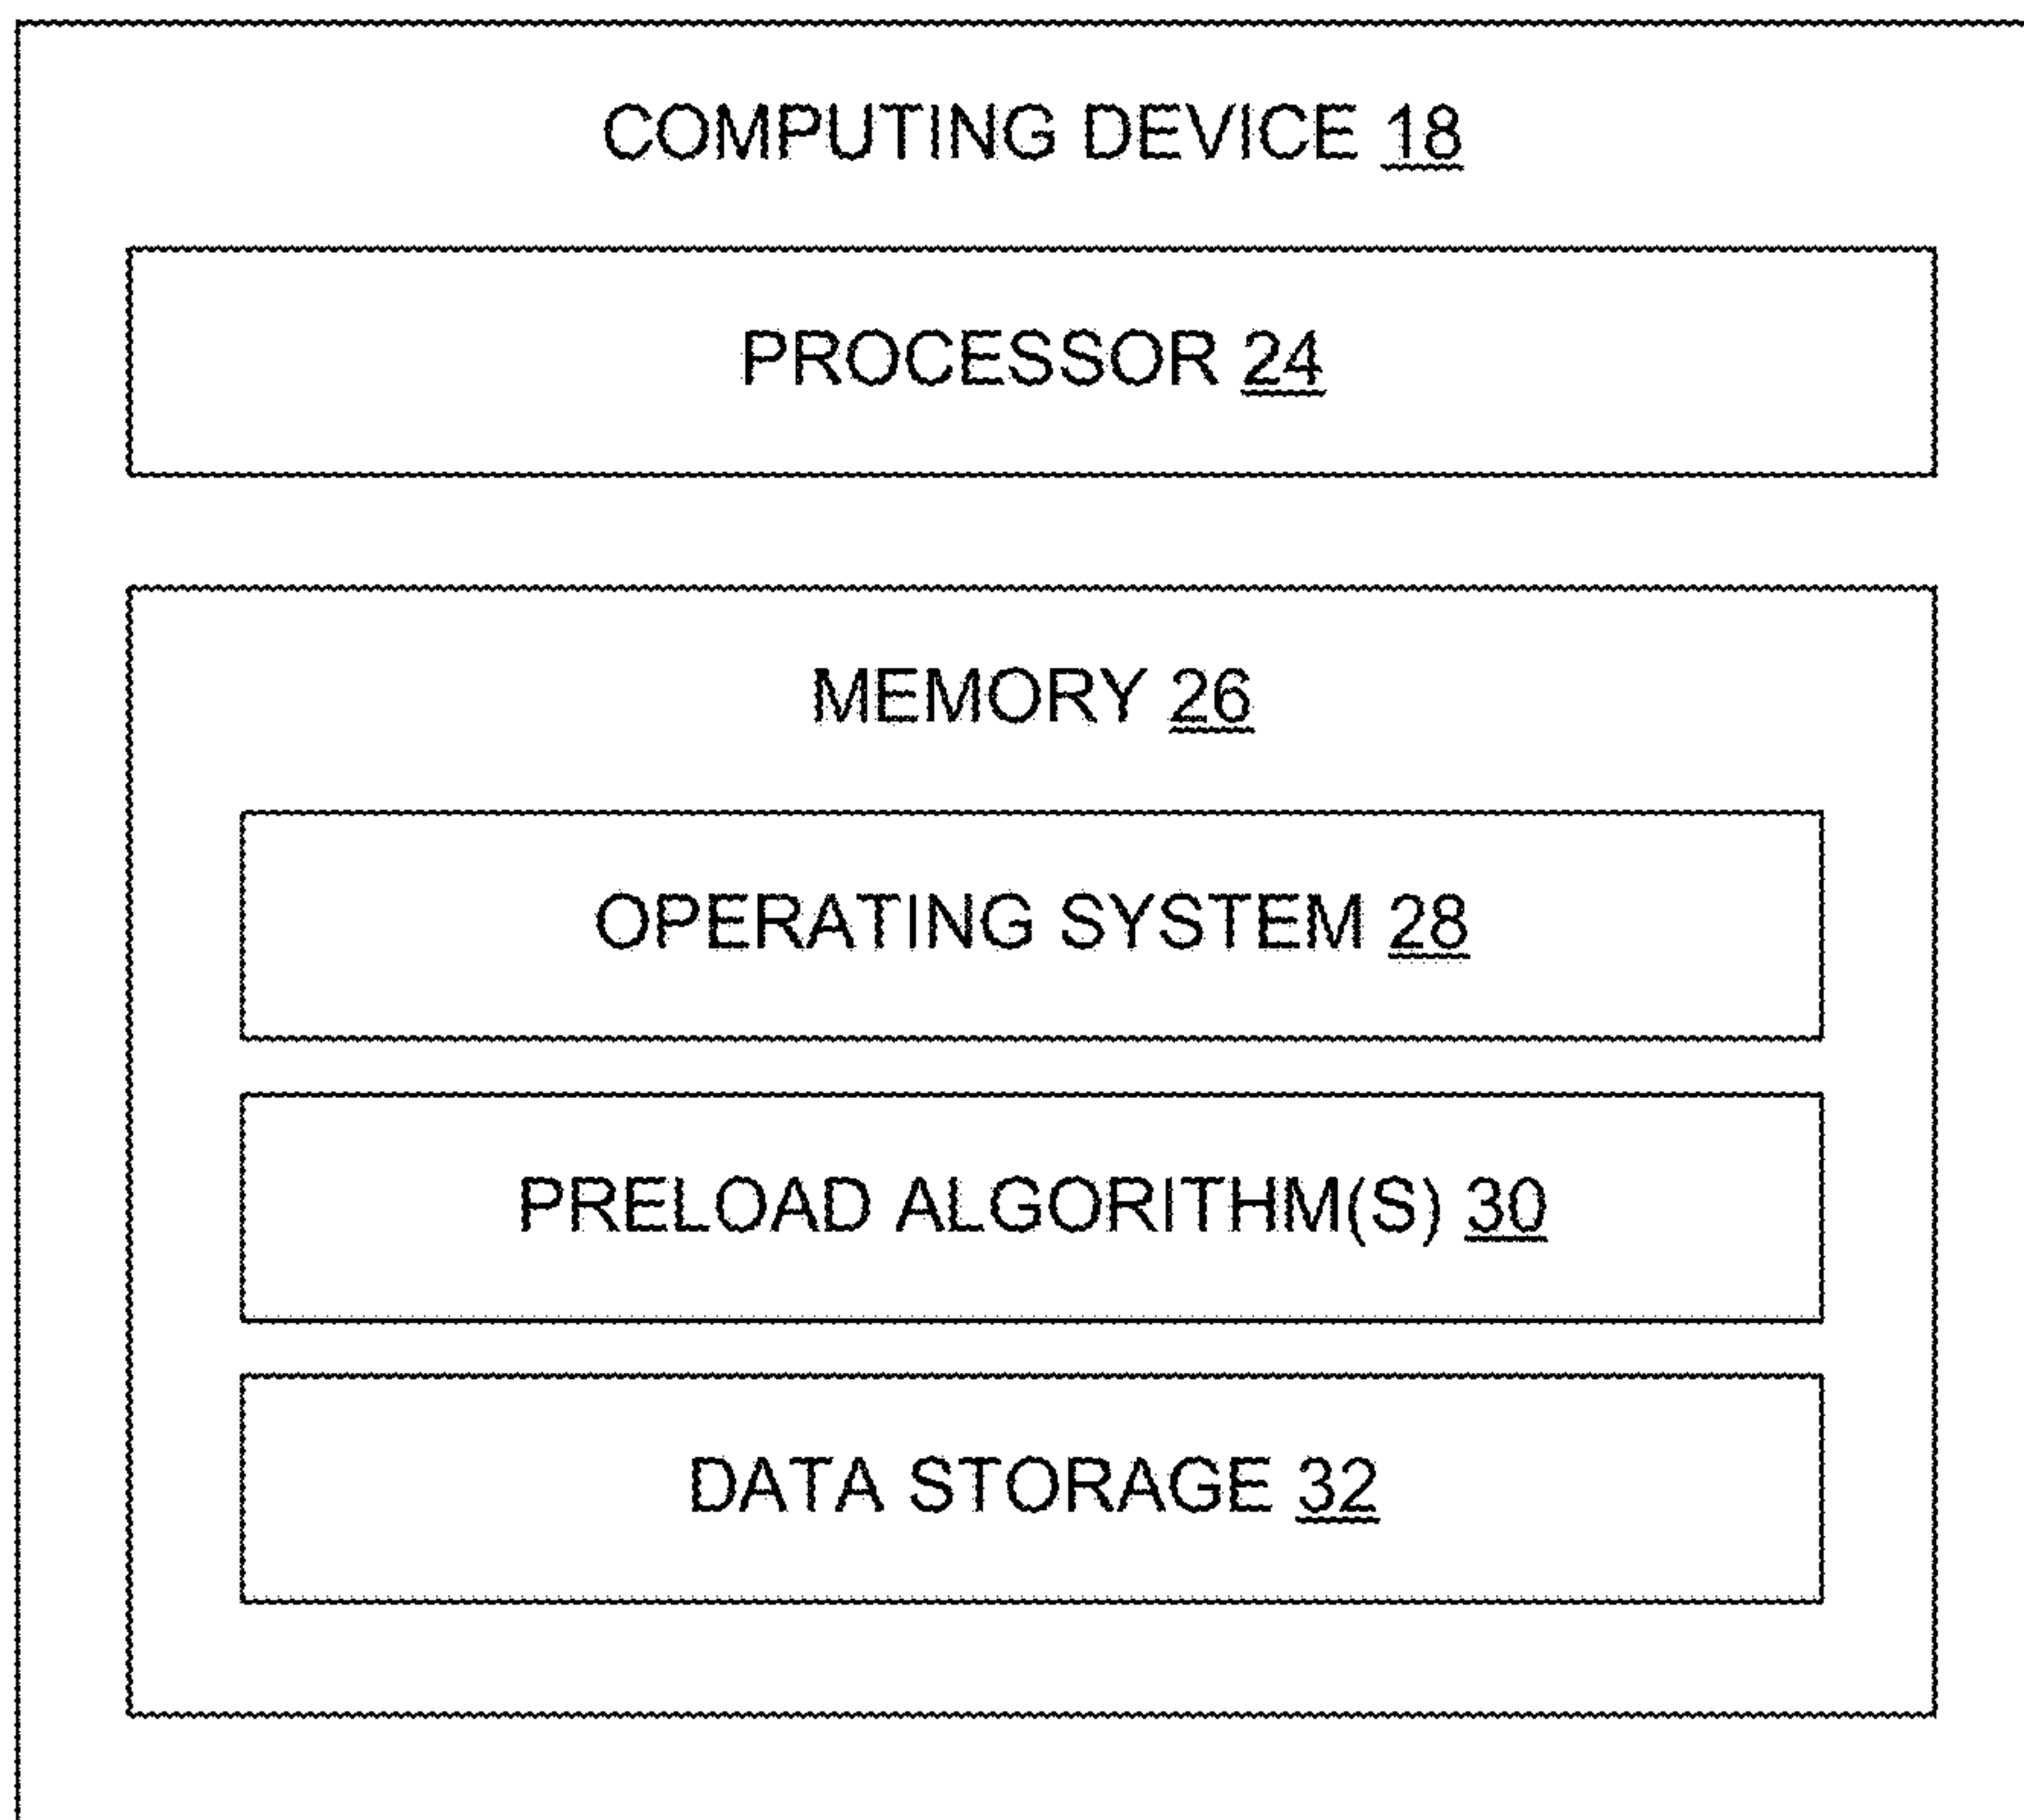 COMPUTING DEVICE 18
PROCESSOR 24
MEMORY 26
OPERATING SYSTEM 28
PRELOAD ALGORITHM(S) 30
DATA STORAGE 32